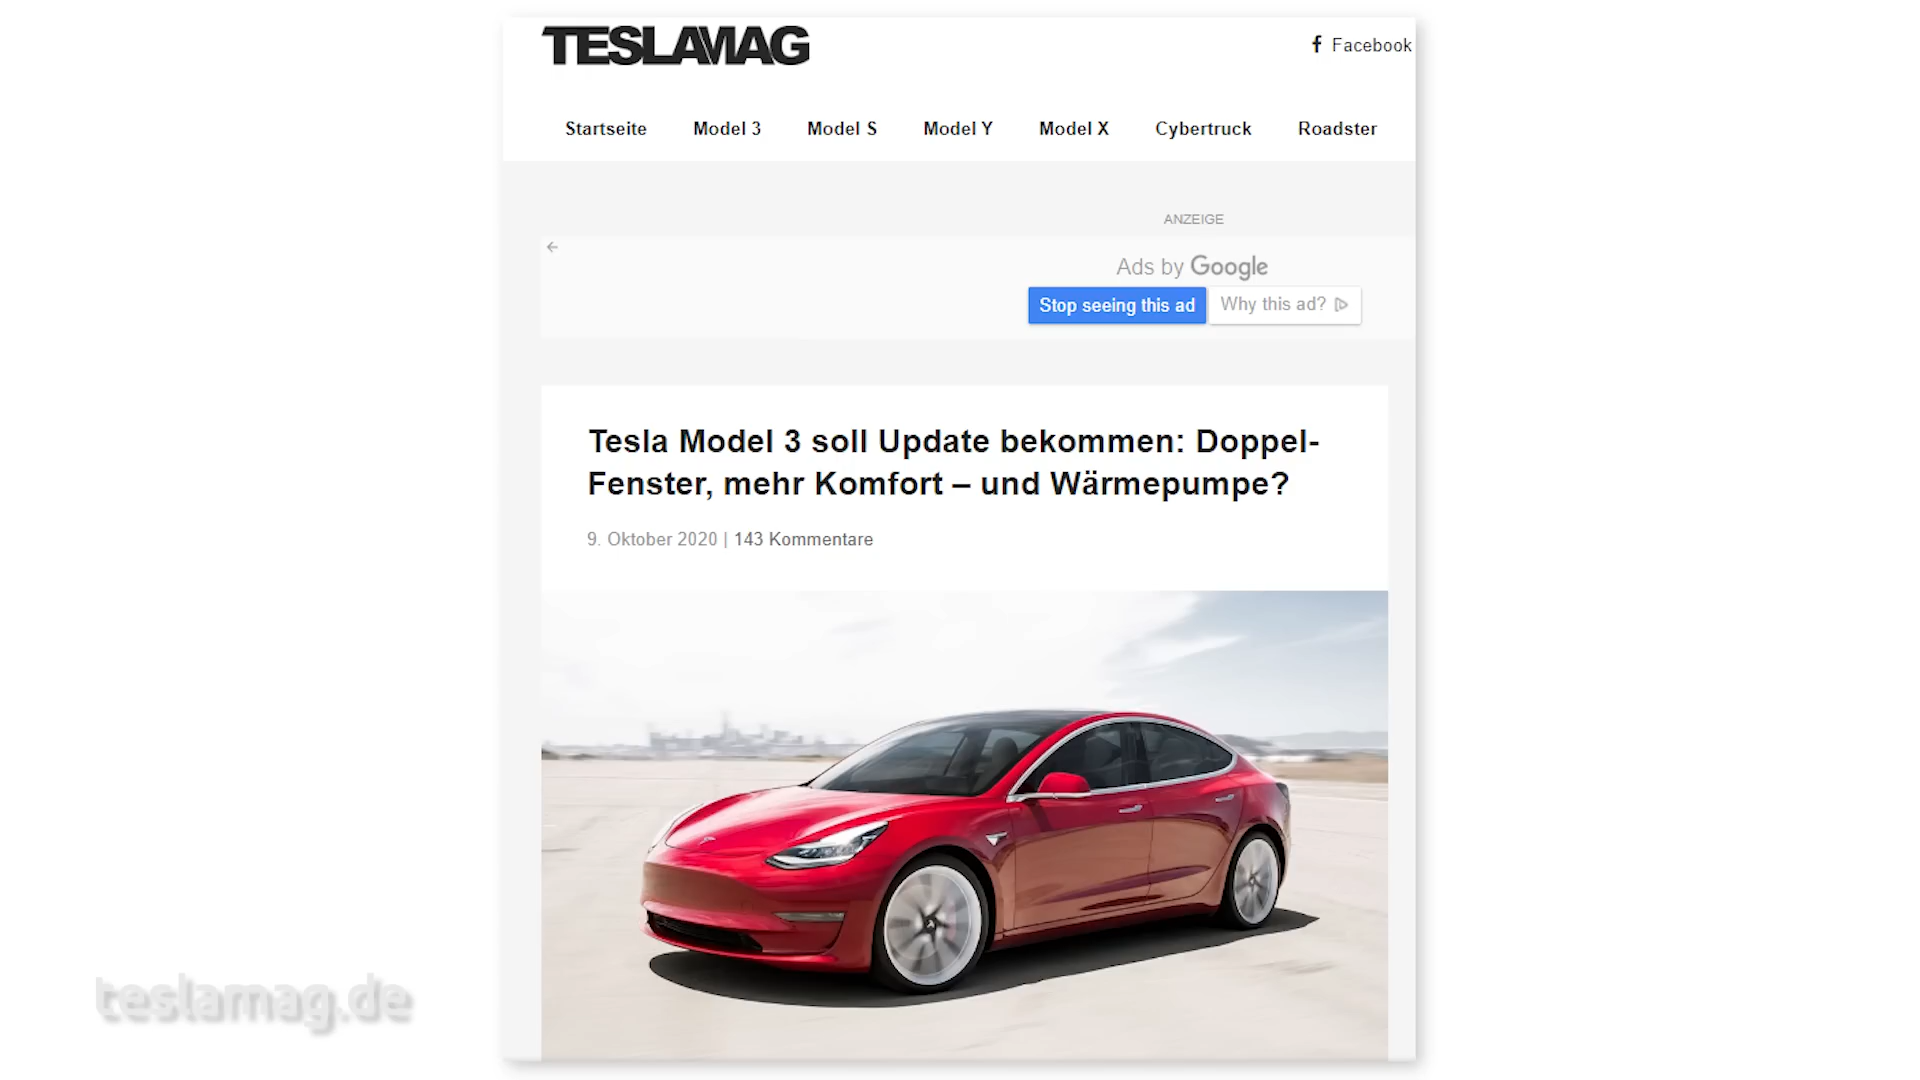 TESLAMAG
Facebook
Startseite Model 3 Model S Model Y Model X Cybertruck Roadster
ANZEIGE
Ads by Google
Stop seeing this ad Why this ad?
Tesla Model 3 soll Update bekommen: Doppel-
Fenster, mehr Komfort – und Wärmepumpe?
9. Oktober 2020 | 143 Kommentare
teslamag.de